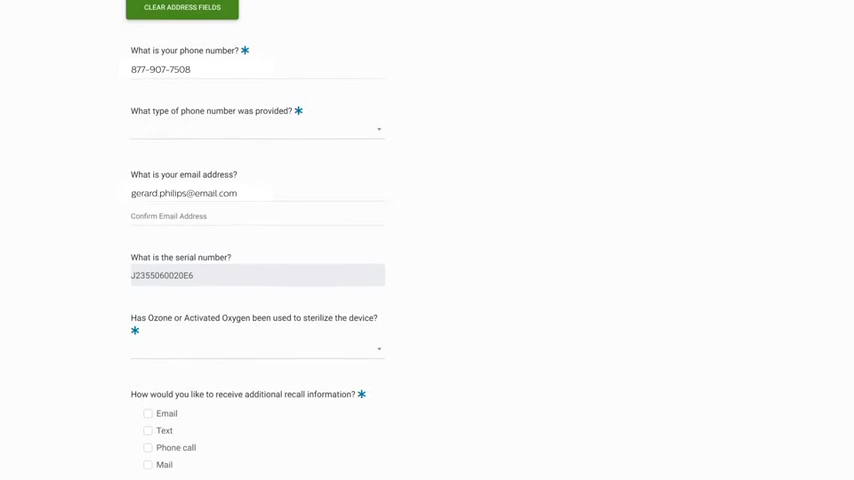 CLEAR ADDRESS FIELDS
What is your phone number? *
877-907-7508
What type of phone number was provided? *
What is your email address?
gerard.philips@email.com
Confirm Email Address
What is the serial number?
J2355060020E6
Has Ozone or Activated Oxygen been used to sterilize the device?
*
How would you like to receive additional recall information? *
Email
Text
Phone call
Mail